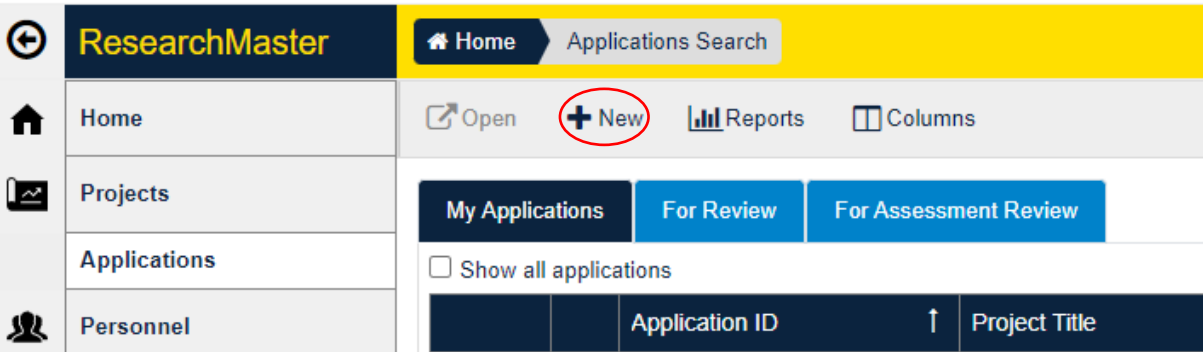 ResearchMaster
Home
Applications Search
Home
Open
New
Reports
Columns
Projects
My Applications
For Review
For Assessment Review
Applications
Show all applications
Personnel
Application ID
Project Title